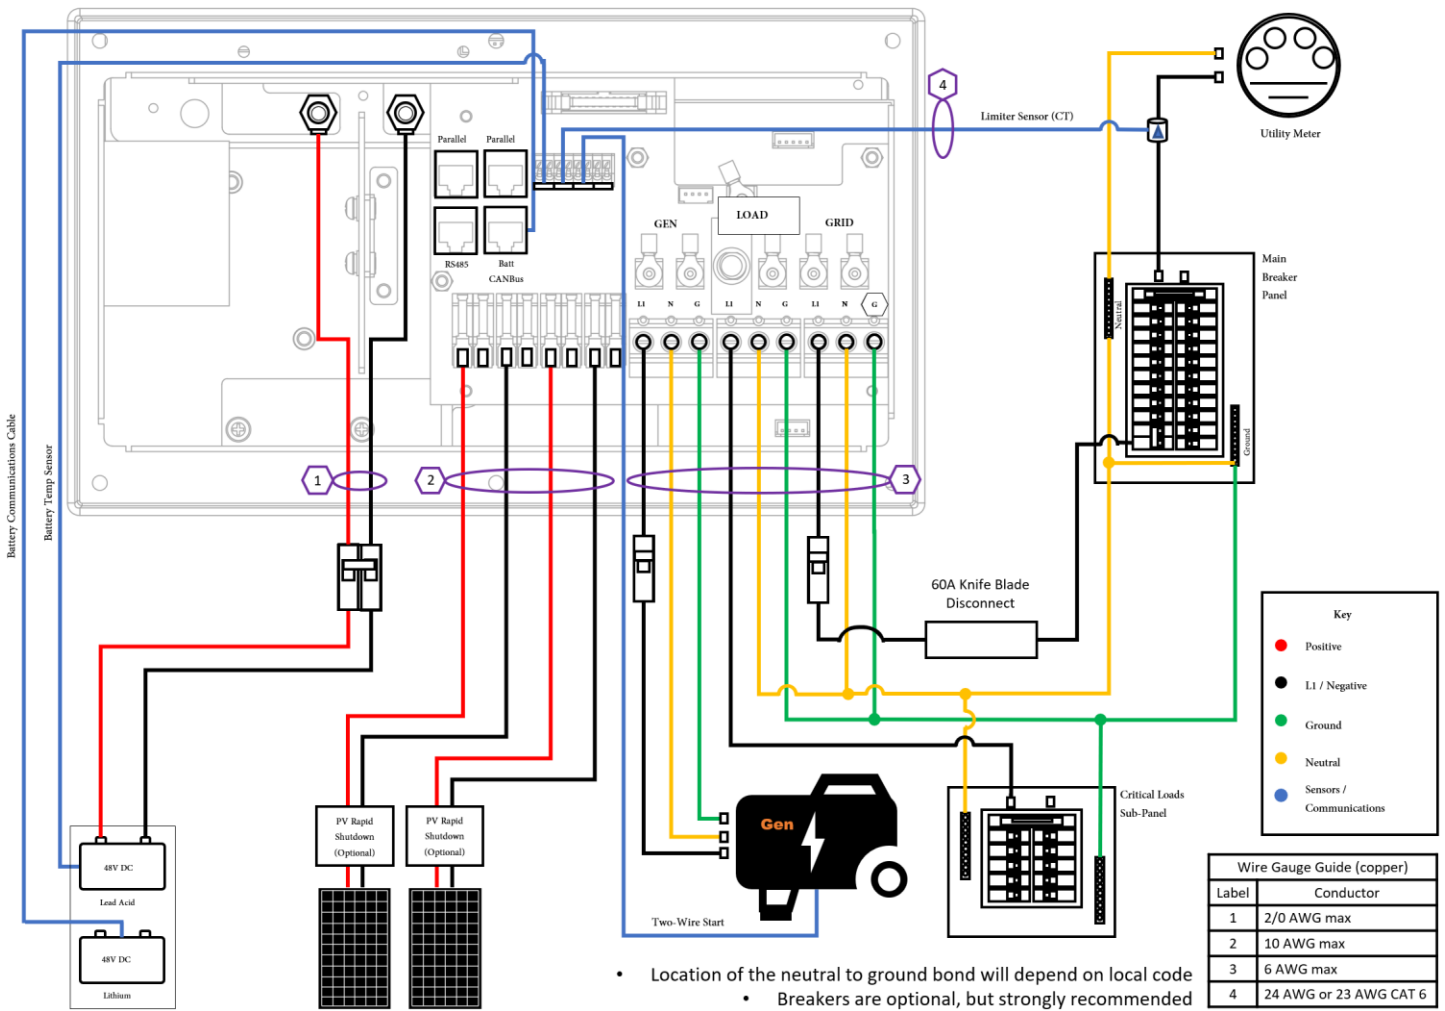 4
Limiter Sensor (CT)
Utility Meter
Parallel
Parallel
RS485
Batt
CANBus
GEN
LOAD
GRID
L1
N
G
L1
N
G
L1
N
G
Main
Breaker
Panel
Neutral
Ground
Battery Communications Cable
Battery Temp Sensor
1
2
3
60A Knife Blade
Disconnect
Key
Positive
L1 / Negative
Ground
Neutral
Sensors /
Communications
PV Rapid
Shutdown
(Optional)
PV Rapid
Shutdown
(Optional)
Gen
Critical Loads
Sub-Panel
48V DC
Lead Acid
48V DC
Lithium
Two-Wire Start
Wire Gauge Guide (copper)
Label Conductor
1 2/0 AWG max
2 10 AWG max
3 6 AWG max
4 24 AWG or 23 AWG CAT 6
• Location of the neutral to ground bond will depend on local code
• Breakers are optional, but strongly recommended